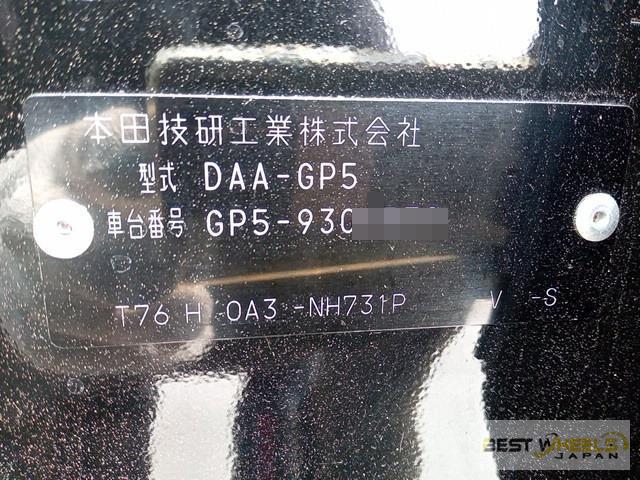 本田技研工業株式会社
型式 DAA-GP5
車台番号 GP5-930
T76 H OA3 -NH731P V -S
BEST WHEELS
JAPAN